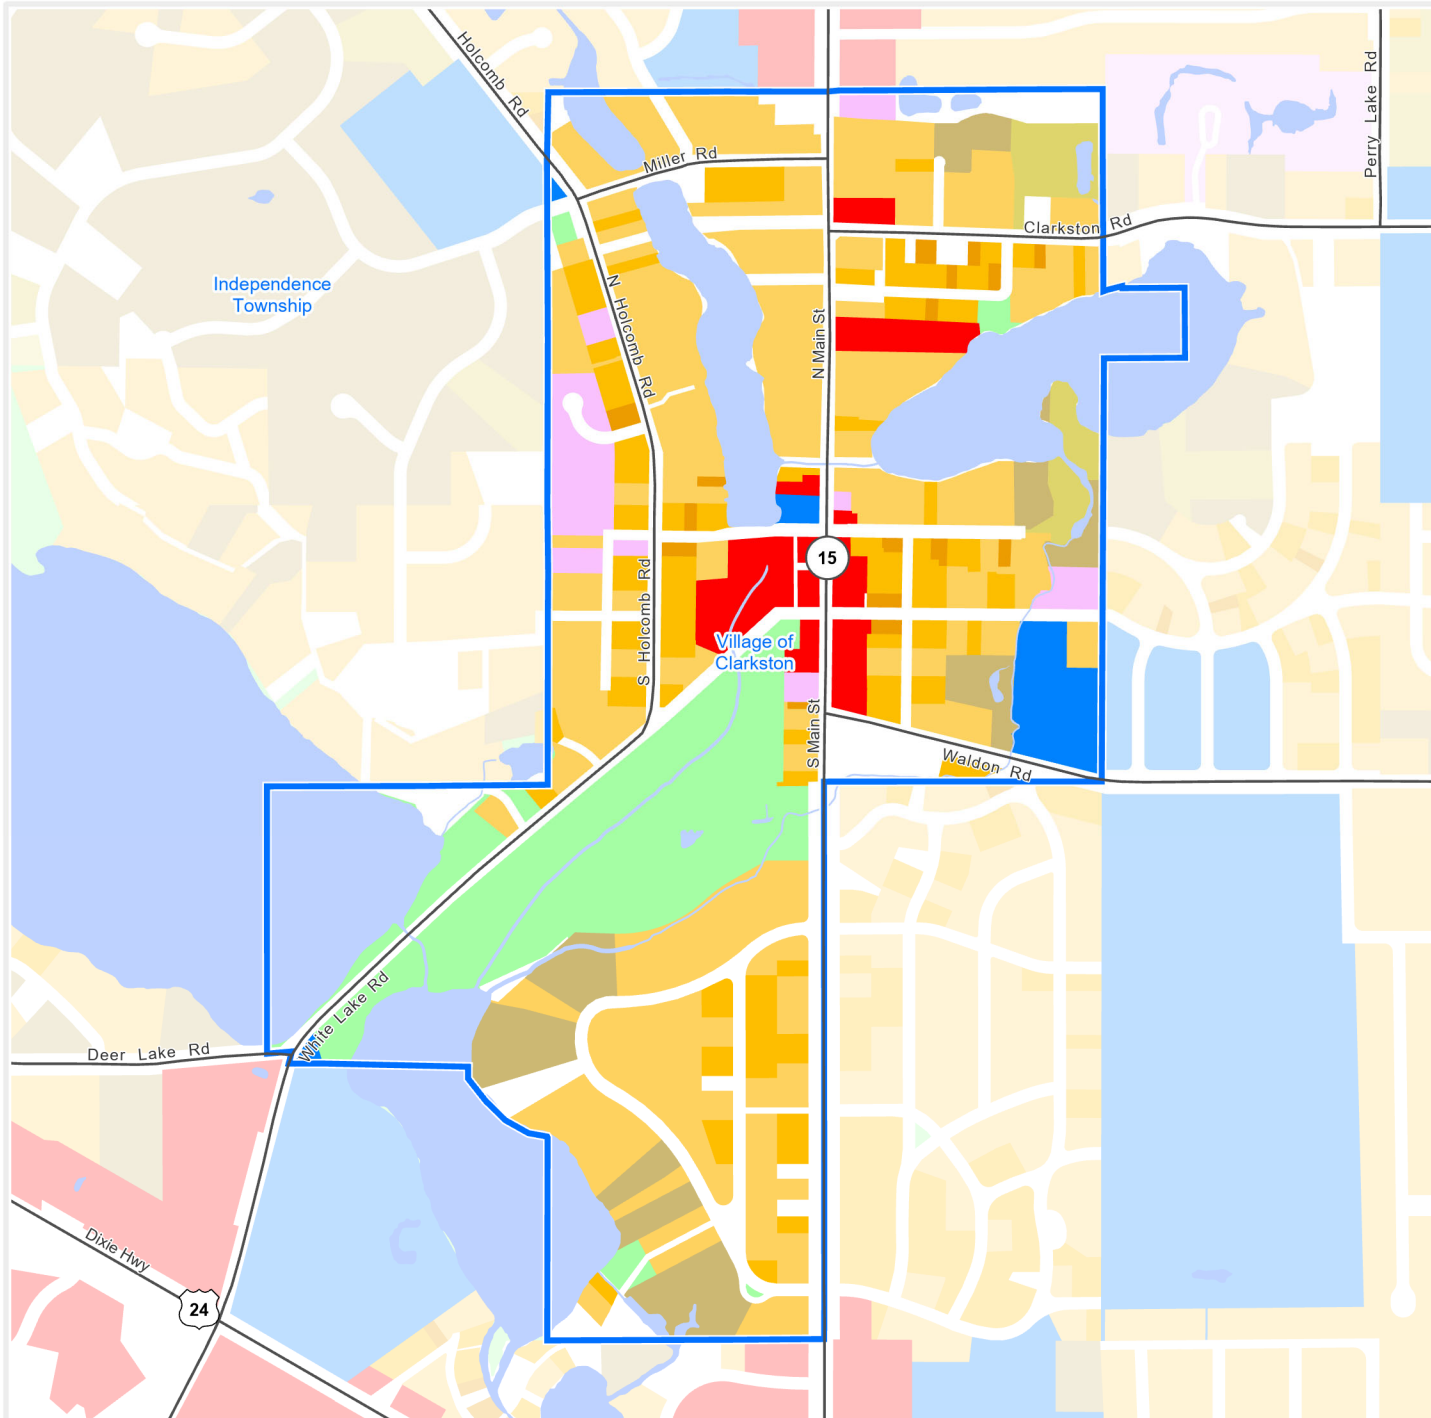 Holcomb Rd
Perry Lake Rd
Miller Rd
Clarkston Rd
Independence
Township
N Holcomb Rd
N Main St
15
S Holcomb Rd
Village of
Clarkston
S Main St
Waldon Rd
White Lake Rd
Deer Lake Rd
Dixie Hwy
24